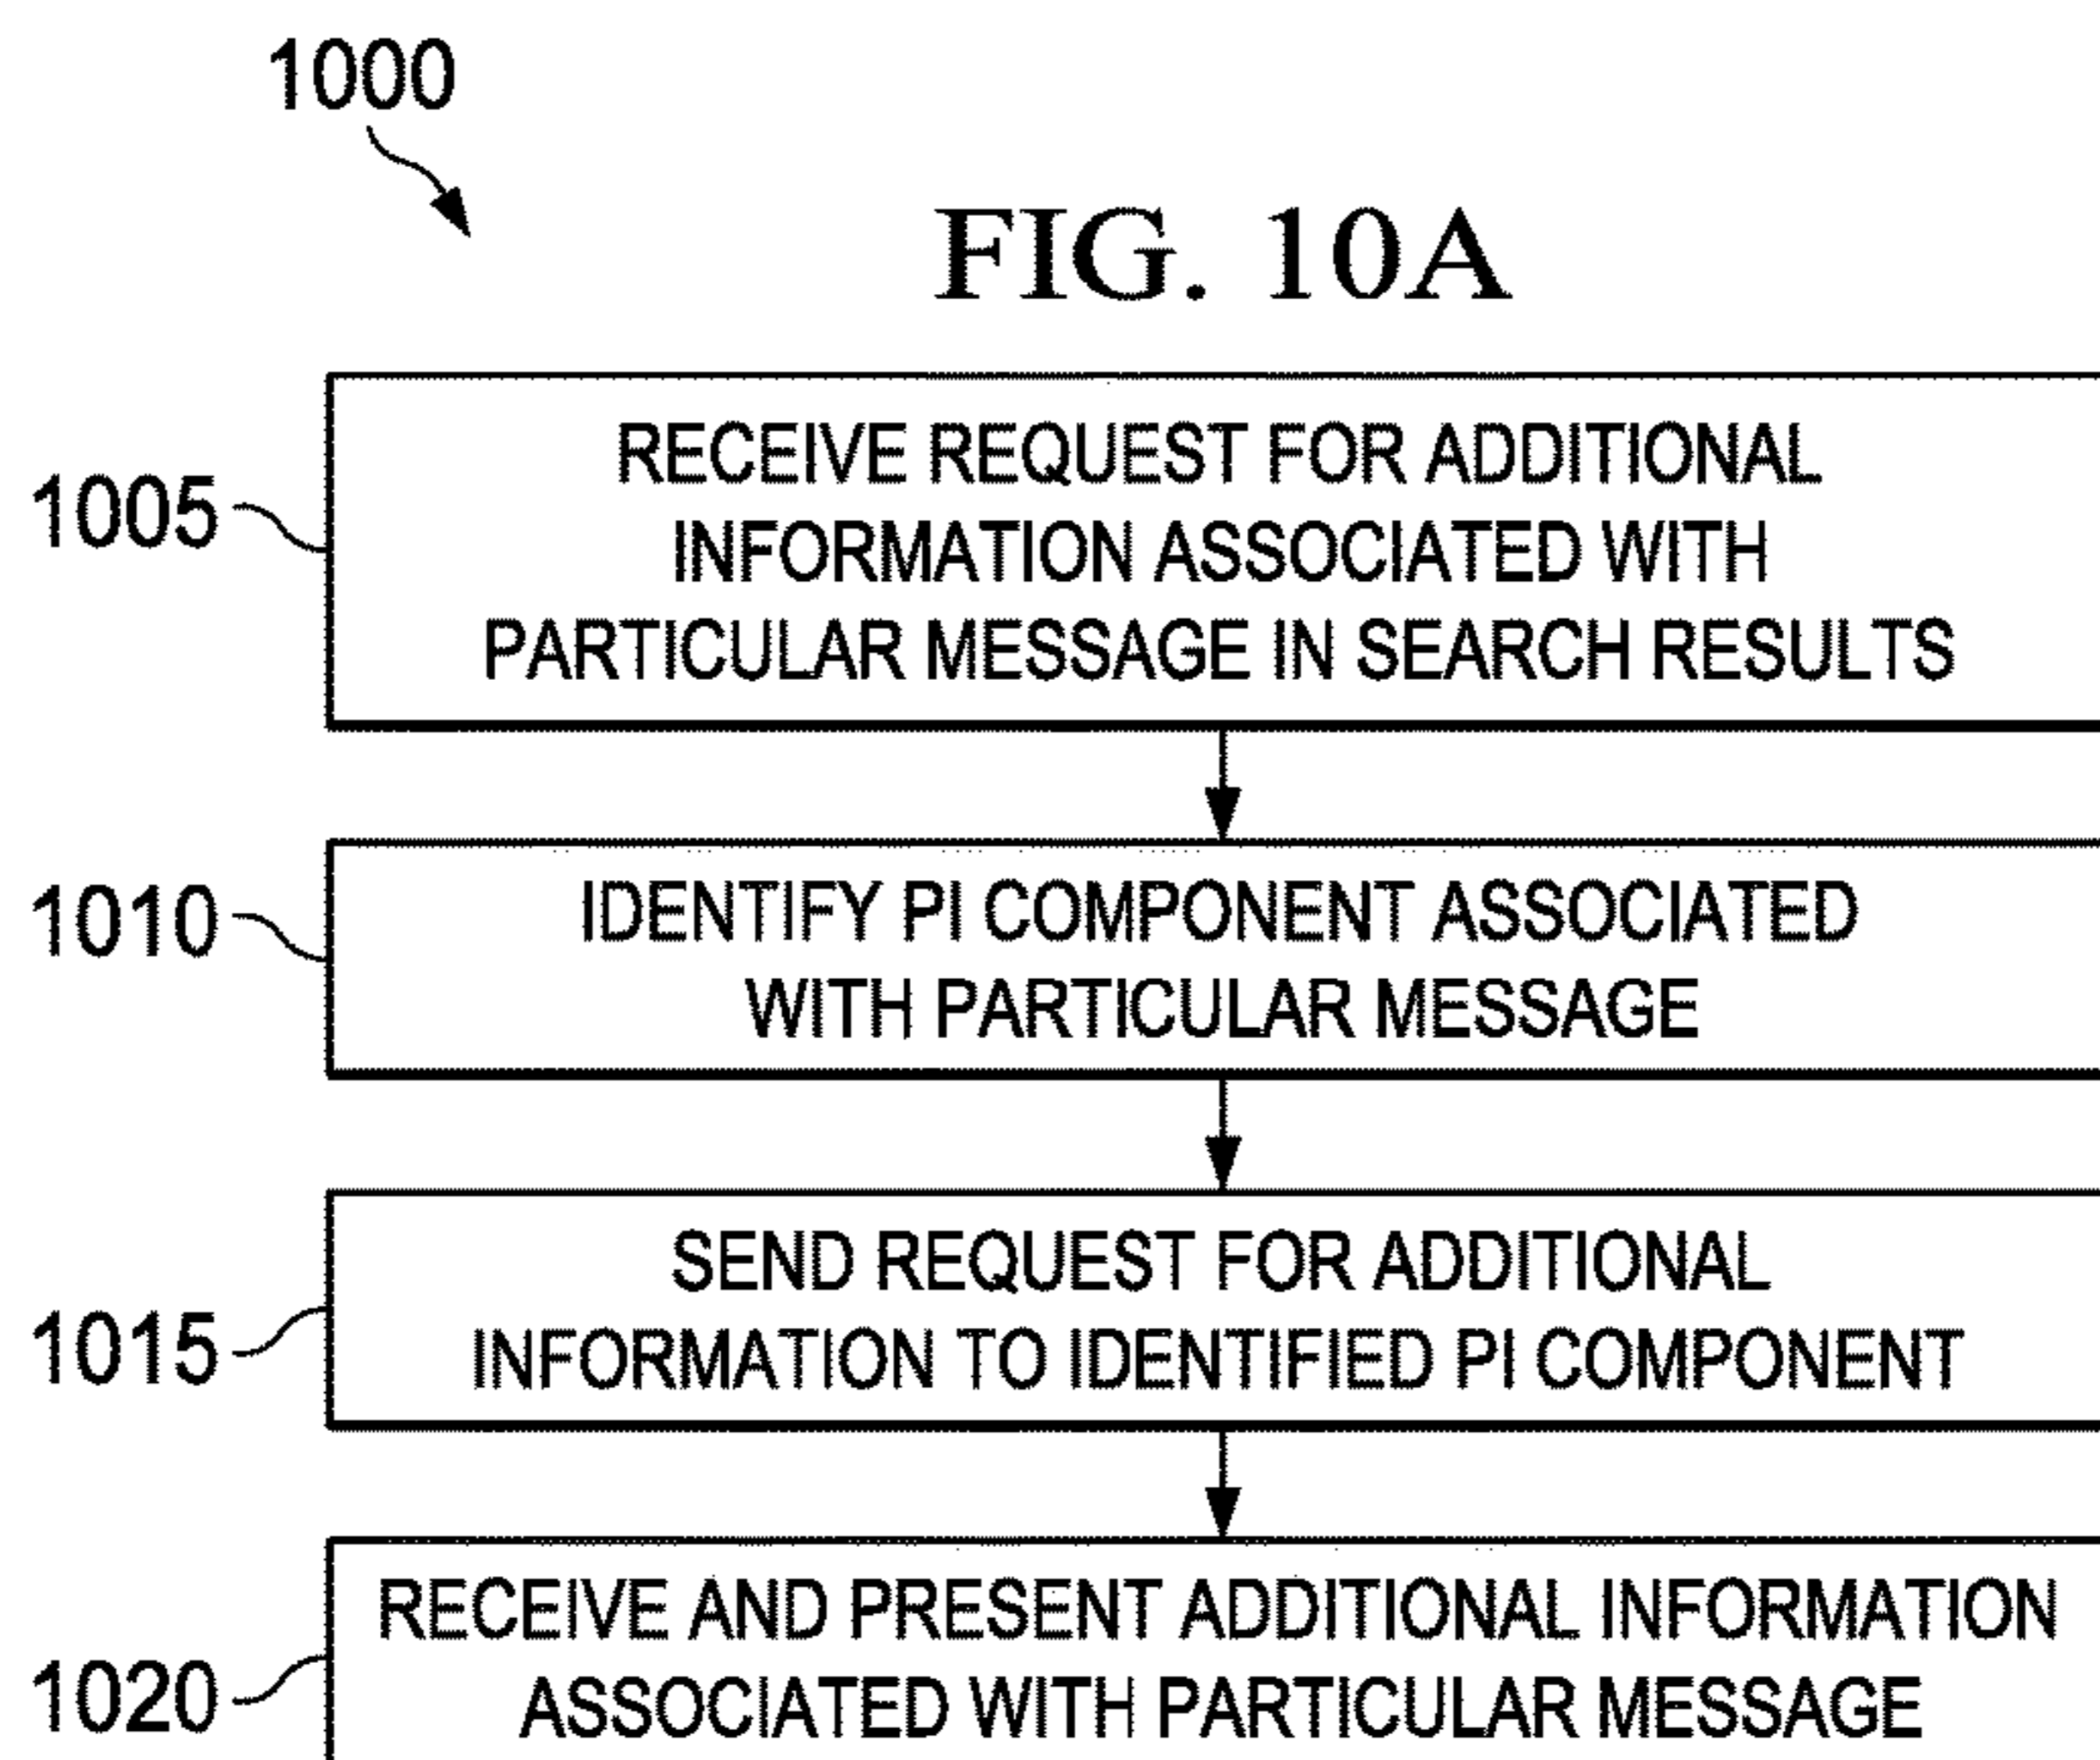 1000
FIG. 10A
1005
RECEIVE REQUEST FOR ADDITIONAL
INFORMATION ASSOCIATED WITH
PARTICULAR MESSAGE IN SEARCH RESULTS
1010
IDENTIFY PI COMPONENT ASSOCIATED
WITH PARTICULAR MESSAGE
1015
SEND REQUEST FOR ADDITIONAL
INFORMATION TO IDENTIFIED PI COMPONENT
1020
RECEIVE AND PRESENT ADDITIONAL INFORMATION
ASSOCIATED WITH PARTICULAR MESSAGE